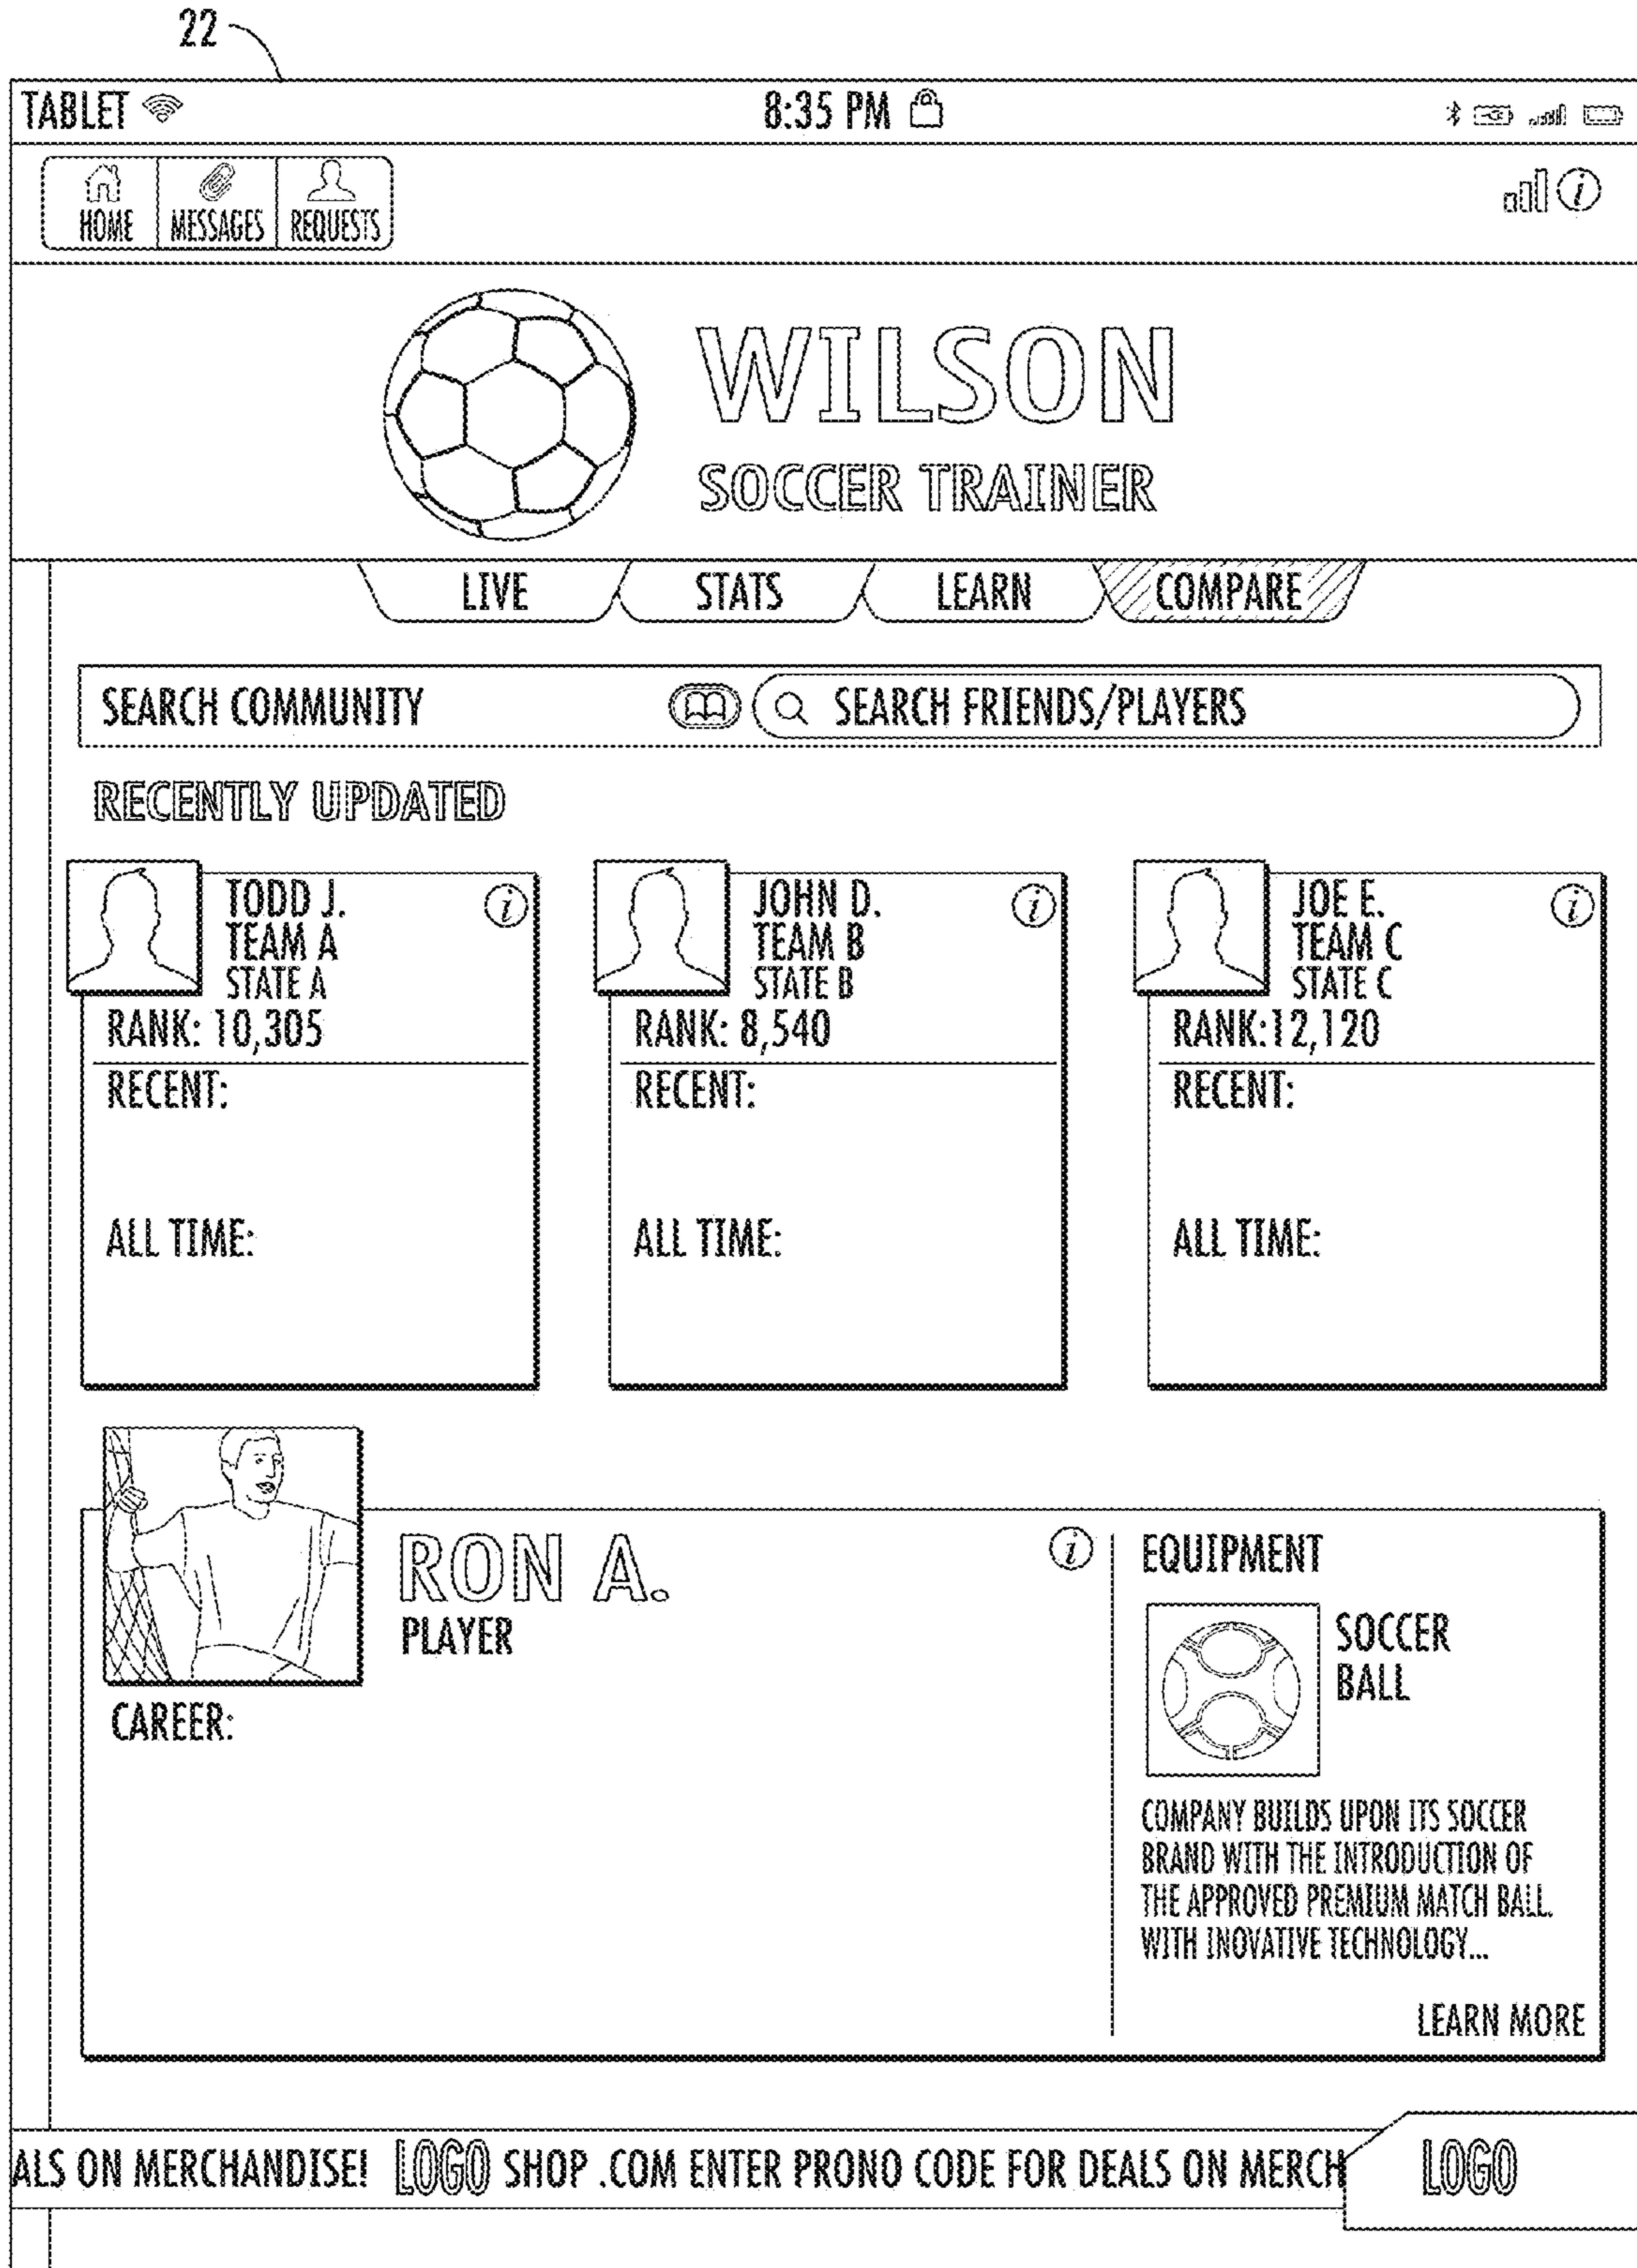 22
TABLET 8:35 PM
HOME MESSAGES REQUESTS
WILSON
SOCCER TRAINER
LIVE STATS LEARN COMPARE
SEARCH COMMUNITY SEARCH FRIENDS/PLAYERS
RECENTLY UPDATED
TODD J.
TEAM A
STATE A
RANK: 10,305
RECENT:
ALL TIME:
JOHN D.
TEAM B
STATE B
RANK: 8,540
RECENT:
ALL TIME:
JOE E.
TEAM C
STATE C
RANK:12,120
RECENT:
ALL TIME:
RON A.
PLAYER
CAREER:
EQUIPMENT
SOCCER
BALL
COMPANY BUILDS UPON ITS SOCCER
BRAND WITH THE INTRODUCTION OF
THE APPROVED PREMIUM MATCH BALL.
WITH INOVATIVE TECHNOLOGY...
LEARN MORE
ALS ON MERCHANDISE! LOGO SHOP .COM ENTER PRONO CODE FOR DEALS ON MERCH LOGO